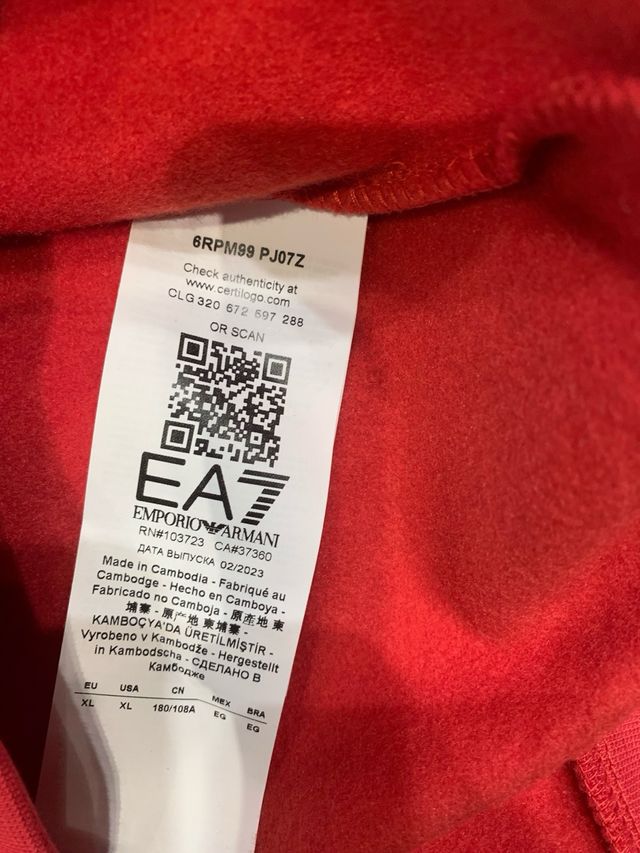 6RPM99 PJ07Z
Check authenticity at
www.certilogo.com
CLG 320 672 697 288
OR SCAN
EA7
EMPORIO ARMANI
RN#103723 CA#37360
ДАТА ВЫПУСКА 02/2023
Made in Cambodia - Fabriqué au
Cambodge - Hecho en Camboya -
Fabricado no Camboja - 原産地 柬
埔寨 - 原产地 柬埔寨 -
KAMBOÇYA'DA ÜRETİLMİŞTİR -
Vyrobeno v Kambodže - Hergestellt
in Kambodscha - СДЕЛАНО В
Камбодже
EU USA CN MEX BRA
XL XL 180/108A EG EG